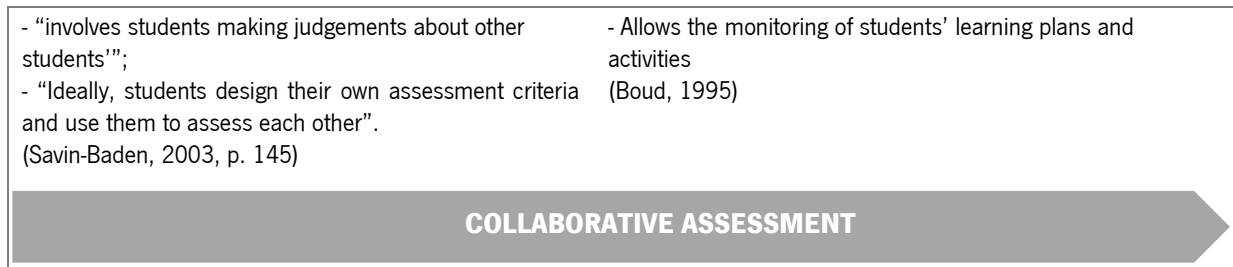 - “involves students making judgements about other
students’”;
- “Ideally, students design their own assessment criteria
and use them to assess each other”.
(Savin-Baden, 2003, p. 145)
- Allows the monitoring of students’ learning plans and
activities
(Boud, 1995)
COLLABORATIVE ASSESSMENT